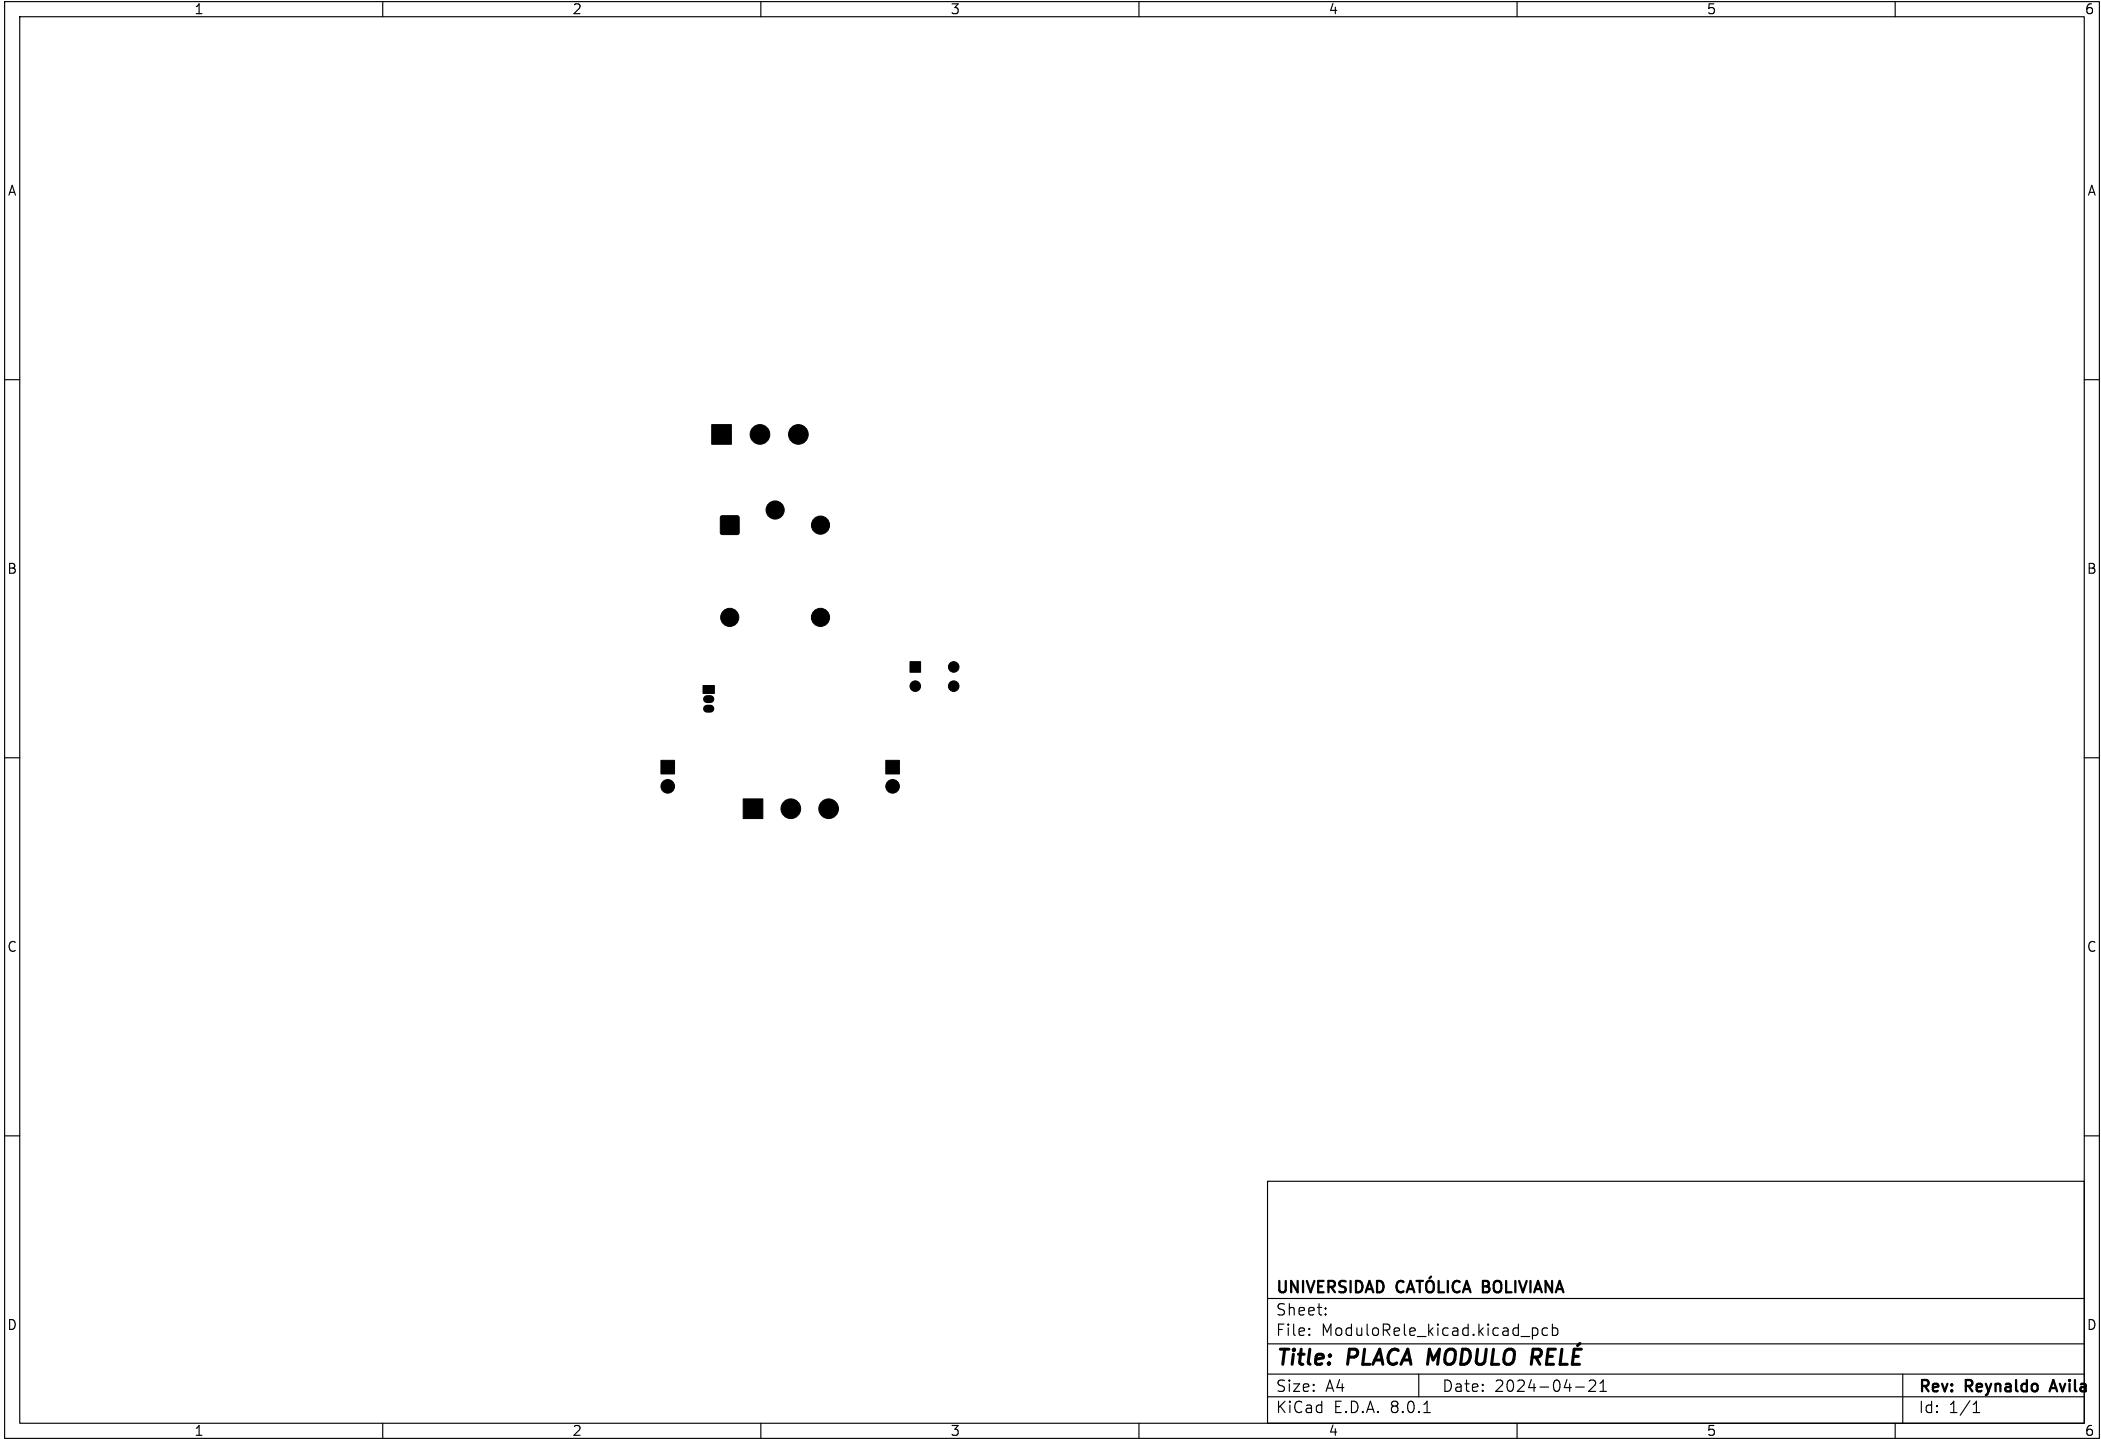 1 2 3 4 5 6
A A
B B
C C
UNIVERSIDAD CATÓLICA BOLIVIANA
Sheet:
D D
File: ModuloRele_kicad.kicad_pcb
Title: PLACA MODULO RELÉ
Size: A4 Date: 2024-04-21 Rev: Reynaldo Avila
KiCad E.D.A. 8.0.1 Id: 1/1
1 2 3 4 5 6